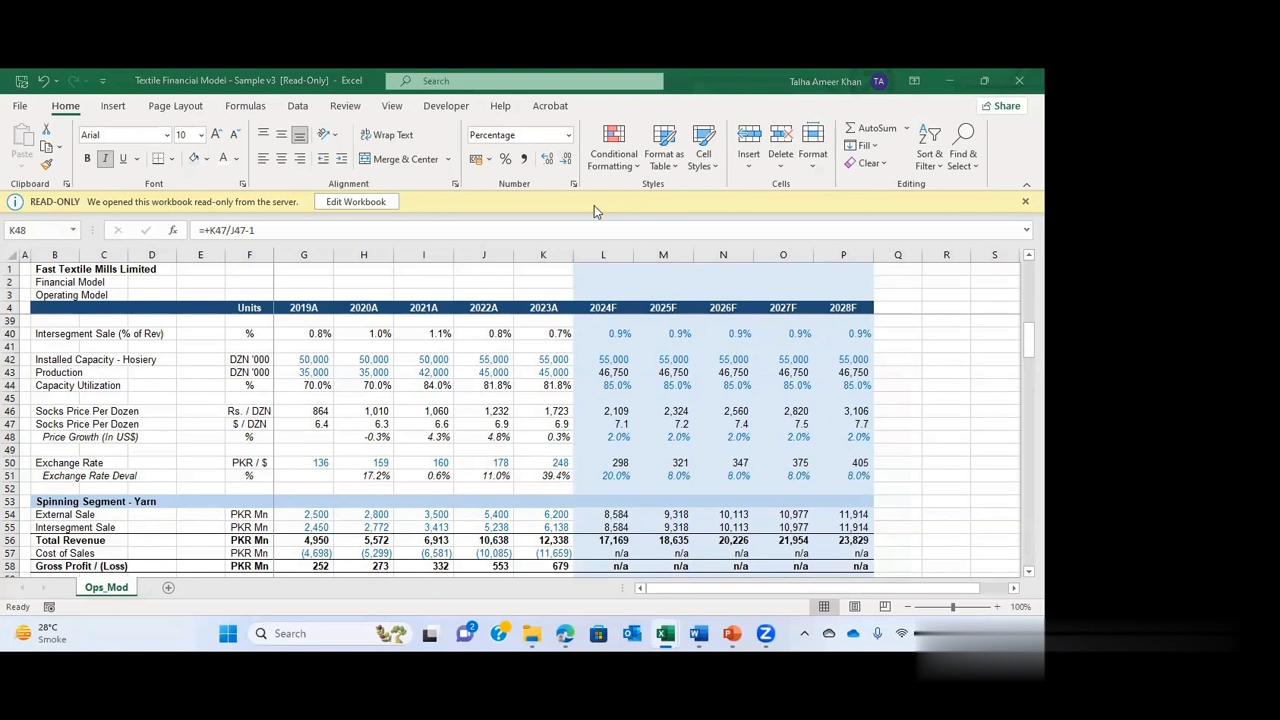 Textile Financial Model - Sample v3 [Read-Only] - Excel Search Talha Ameer Khan TA
File Home Insert Page Layout Formulas Data Review View Developer Help Acrobat Share
Paste Arial 10 Wrap Text Percentage Conditional Formatting Format as Table Cell Styles Insert Delete Format AutoSum Sort & Filter Find & Select
B I U A Merge & Center % Fill Clear
Clipboard Font Alignment Number Styles Cells Editing
READ-ONLY We opened this workbook read-only from the server. Edit Workbook
K48 fx =+K47/J47-1
A B C D E F G H I J K L M N O P Q R S
1 Fast Textile Mills Limited
2 Financial Model
3 Operating Model
4 Units 2019A 2020A 2021A 2022A 2023A 2024F 2025F 2026F 2027F 2028F
39
40 Intersegment Sale (% of Rev) % 0.8% 1.0% 1.1% 0.8% 0.7% 0.9% 0.9% 0.9% 0.9% 0.9%
41
42 Installed Capacity - Hosiery DZN '000 50,000 50,000 50,000 55,000 55,000 55,000 55,000 55,000 55,000 55,000
43 Production DZN '000 35,000 35,000 42,000 45,000 45,000 46,750 46,750 46,750 46,750 46,750
44 Capacity Utilization % 70.0% 70.0% 84.0% 81.8% 81.8% 85.0% 85.0% 85.0% 85.0% 85.0%
45
46 Socks Price Per Dozen Rs. / DZN 864 1,010 1,060 1,232 1,723 2,109 2,324 2,560 2,820 3,106
47 Socks Price Per Dozen $ / DZN 6.4 6.3 6.6 6.9 6.9 7.1 7.2 7.4 7.5 7.7
48 Price Growth (In US$) % -0.3% 4.3% 4.8% 0.3% 2.0% 2.0% 2.0% 2.0% 2.0%
49
50 Exchange Rate PKR / $ 136 159 160 178 248 298 321 347 375 405
51 Exchange Rate Deval % 17.2% 0.6% 11.0% 39.4% 20.0% 8.0% 8.0% 8.0% 8.0%
52
53 Spinning Segment - Yarn
54 External Sale PKR Mn 2,500 2,800 3,500 5,400 6,200 8,584 9,318 10,113 10,977 11,914
55 Intersegment Sale PKR Mn 2,450 2,772 3,413 5,238 6,138 8,584 9,318 10,113 10,977 11,914
56 Total Revenue PKR Mn 4,950 5,572 6,913 10,638 12,338 17,169 18,635 20,226 21,954 23,829
57 Cost of Sales PKR Mn (4,698) (5,299) (6,581) (10,085) (11,659) n/a n/a n/a n/a n/a
58 Gross Profit / (Loss) PKR Mn 252 273 332 553 679 n/a n/a n/a n/a n/a
Ops_Mod
Ready 100%
28°C
Smoke
Search 2